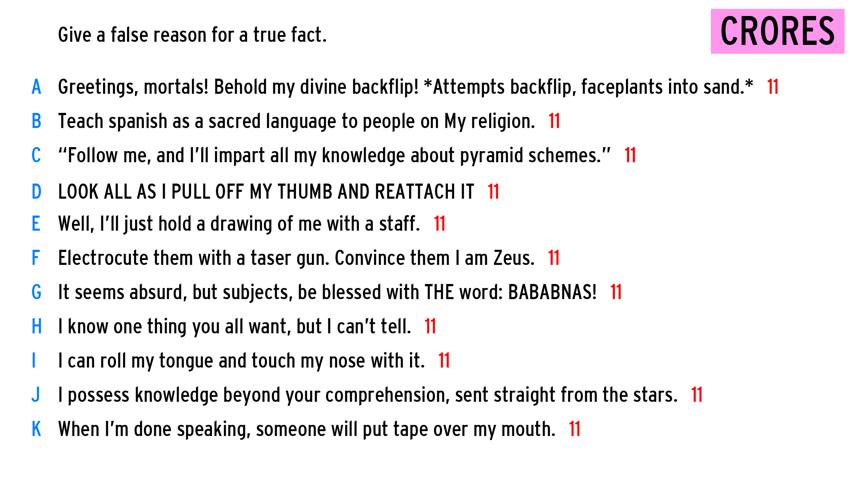 Give a false reason for a true fact.
CRORES
A Greetings, mortals! Behold my divine backflip! *Attempts backflip, faceplants into sand.* 11
B Teach spanish as a sacred language to people on My religion. 11
C “Follow me, and I’ll impart all my knowledge about pyramid schemes.” 11
D LOOK ALL AS I PULL OFF MY THUMB AND REATTACH IT 11
E Well, I’ll just hold a drawing of me with a staff. 11
F Electrocute them with a taser gun. Convince them I am Zeus. 11
G It seems absurd, but subjects, be blessed with THE word: BABABNAS! 11
H I know one thing you all want, but I can’t tell. 11
I I can roll my tongue and touch my nose with it. 11
J I possess knowledge beyond your comprehension, sent straight from the stars. 11
K When I’m done speaking, someone will put tape over my mouth. 11